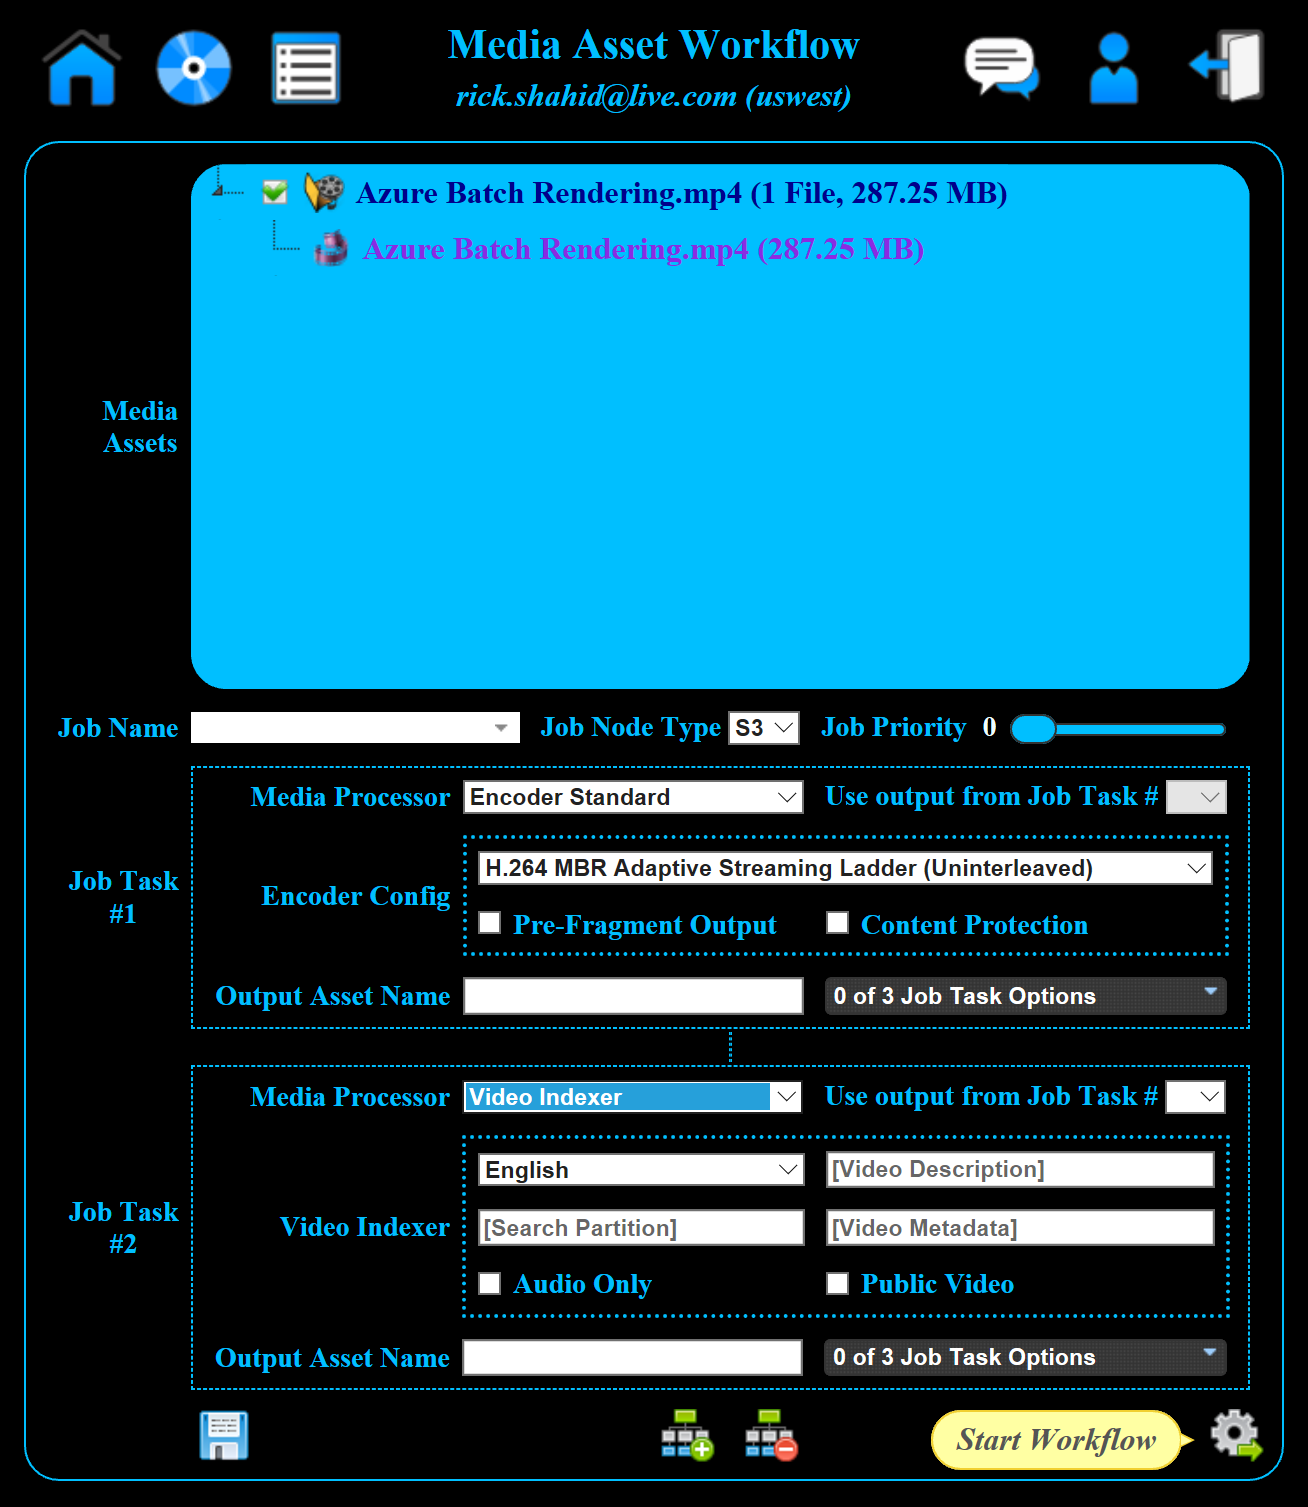 Media Asset Workflow
rick.shahid@live.com (uswest)
Azure Batch Rendering.mp4 (1 File, 287.25 MB)
Azure Batch Rendering.mp4 (287.25 MB)
Media
Assets
Job Name
Job Node Type S3
Job Priority 0
Media Processor Encoder Standard
Use output from Job Task #
Job Task
#1
Encoder Config
H.264 MBR Adaptive Streaming Ladder (Uninterleaved)
Pre-Fragment Output
Content Protection
Output Asset Name
0 of 3 Job Task Options
Media Processor Video Indexer
Use output from Job Task #
Job Task
#2
Video Indexer
English
[Video Description]
[Search Partition]
[Video Metadata]
Audio Only
Public Video
Output Asset Name
0 of 3 Job Task Options
Start Workflow